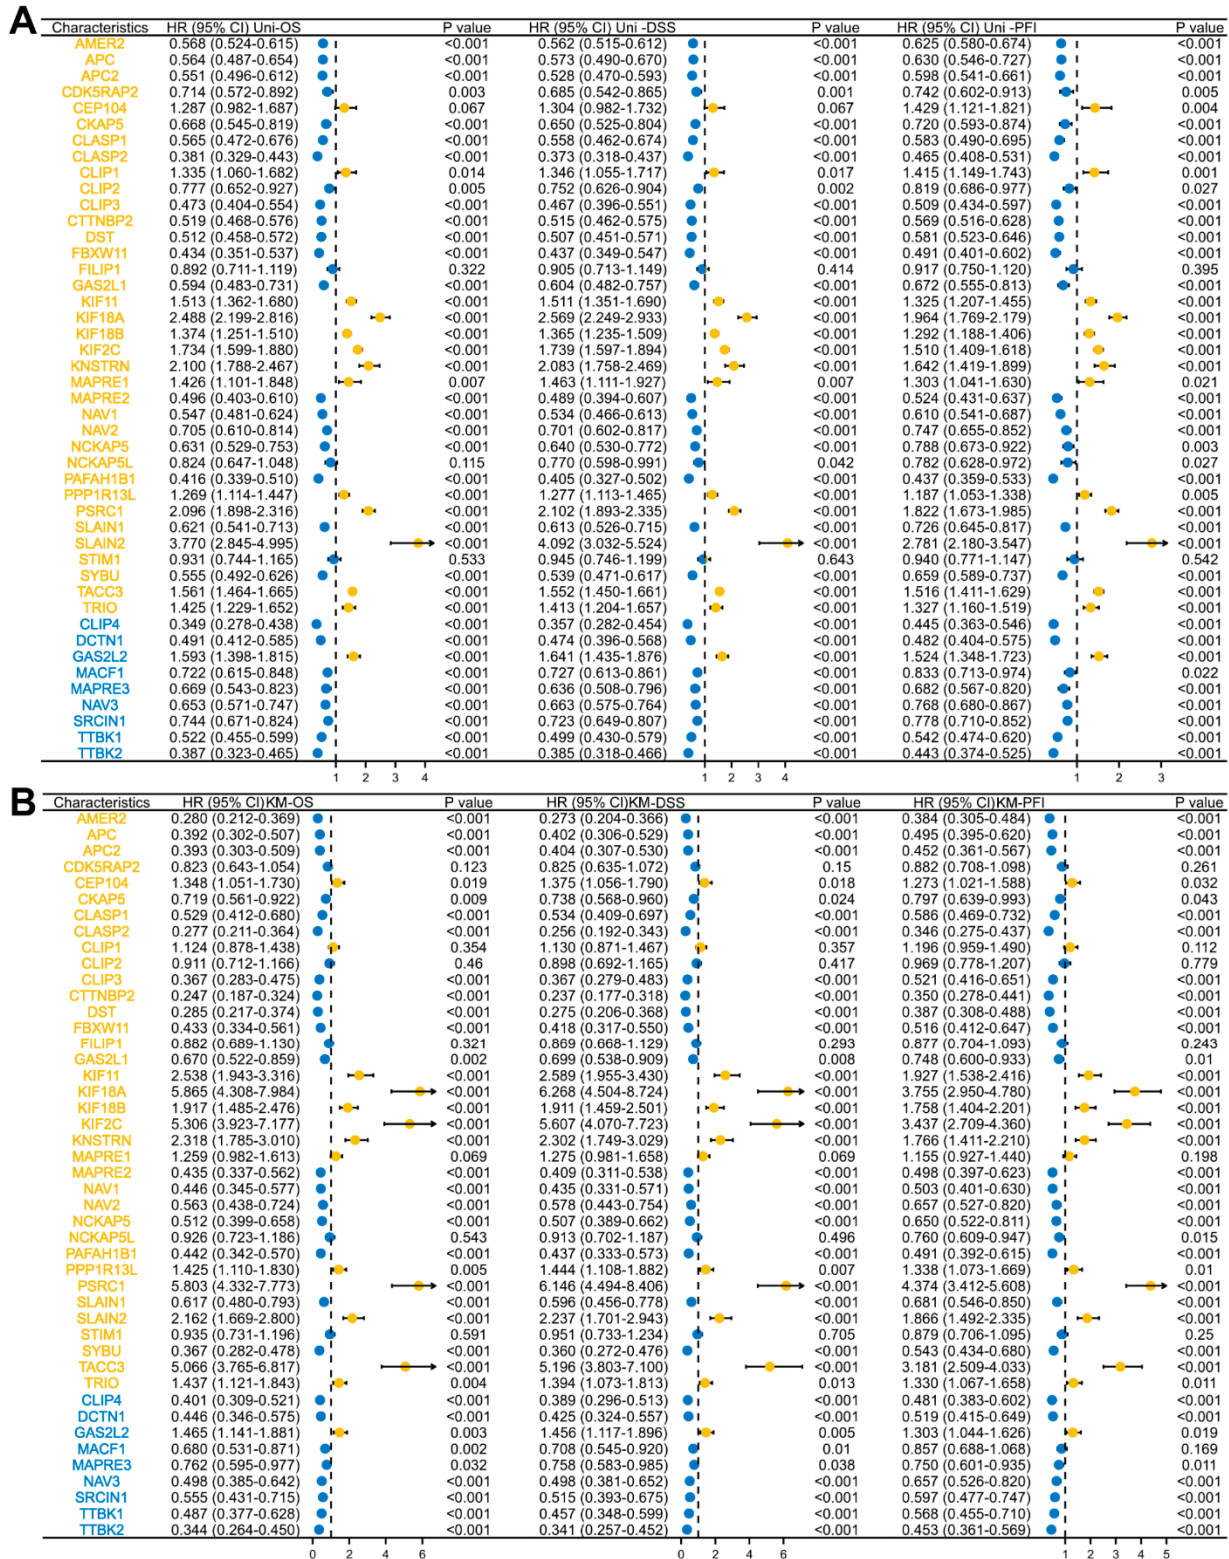 A
Characteristics HR (95% CI) Uni-OS P value HR (95% CI) Uni -DSS P value HR (95% CI) Uni -PFI P value
AMER2 0.568 (0.524-0.615) <0.001 0.562 (0.515-0.612) <0.001 0.625 (0.580-0.674) <0.001
APC 0.564 (0.487-0.654) <0.001 0.573 (0.490-0.670) <0.001 0.630 (0.546-0.727) <0.001
APC2 0.551 (0.496-0.612) <0.001 0.528 (0.470-0.593) <0.001 0.598 (0.541-0.661) <0.001
CDK5RAP2 0.714 (0.572-0.892) 0.003 0.685 (0.542-0.865) 0.001 0.742 (0.602-0.913) 0.005
CEP104 1.287 (0.982-1.687) 0.067 1.304 (0.982-1.732) 0.067 1.429 (1.121-1.821) 0.004
CKAP5 0.668 (0.545-0.819) <0.001 0.650 (0.525-0.804) <0.001 0.720 (0.593-0.874) <0.001
CLASP1 0.565 (0.472-0.676) <0.001 0.558 (0.462-0.674) <0.001 0.583 (0.490-0.695) <0.001
CLASP2 0.381 (0.329-0.443) <0.001 0.373 (0.318-0.437) <0.001 0.465 (0.408-0.531) <0.001
CLIP1 1.335 (1.060-1.682) 0.014 1.346 (1.055-1.717) 0.017 1.415 (1.149-1.743) 0.001
CLIP2 0.777 (0.652-0.927) 0.005 0.752 (0.626-0.904) 0.002 0.819 (0.686-0.977) 0.027
CLIP3 0.473 (0.404-0.554) <0.001 0.467 (0.396-0.551) <0.001 0.509 (0.434-0.597) <0.001
CTTNBP2 0.519 (0.468-0.576) <0.001 0.515 (0.462-0.575) <0.001 0.569 (0.516-0.628) <0.001
DST 0.512 (0.458-0.572) <0.001 0.507 (0.451-0.571) <0.001 0.581 (0.523-0.646) <0.001
FBXW11 0.434 (0.351-0.537) <0.001 0.437 (0.349-0.547) <0.001 0.491 (0.401-0.602) <0.001
FILIP1 0.892 (0.711-1.119) 0.322 0.905 (0.713-1.149) 0.414 0.917 (0.750-1.120) 0.395
GAS2L1 0.594 (0.483-0.731) <0.001 0.604 (0.482-0.757) <0.001 0.672 (0.555-0.813) <0.001
KIF11 1.513 (1.362-1.680) <0.001 1.511 (1.351-1.690) <0.001 1.325 (1.207-1.455) <0.001
KIF18A 2.488 (2.199-2.816) <0.001 2.569 (2.249-2.933) <0.001 1.964 (1.769-2.179) <0.001
KIF18B 1.374 (1.251-1.510) <0.001 1.365 (1.235-1.509) <0.001 1.292 (1.188-1.406) <0.001
KIF2C 1.734 (1.599-1.880) <0.001 1.739 (1.597-1.894) <0.001 1.510 (1.409-1.618) <0.001
KNSTRN 2.100 (1.788-2.467) <0.001 2.083 (1.758-2.469) <0.001 1.642 (1.419-1.899) <0.001
MAPRE1 1.426 (1.101-1.848) 0.007 1.463 (1.111-1.927) 0.007 1.303 (1.041-1.630) 0.021
MAPRE2 0.496 (0.403-0.610) <0.001 0.489 (0.394-0.607) <0.001 0.524 (0.431-0.637) <0.001
NAV1 0.547 (0.481-0.624) <0.001 0.534 (0.466-0.613) <0.001 0.610 (0.541-0.687) <0.001
NAV2 0.705 (0.610-0.814) <0.001 0.701 (0.602-0.817) <0.001 0.747 (0.655-0.852) <0.001
NCKAP5 0.631 (0.529-0.753) <0.001 0.640 (0.530-0.772) <0.001 0.788 (0.673-0.922) 0.003
NCKAP5L 0.824 (0.647-1.048) 0.115 0.770 (0.598-0.991) 0.042 0.782 (0.628-0.972) 0.027
PAFAH1B1 0.416 (0.339-0.510) <0.001 0.405 (0.327-0.502) <0.001 0.437 (0.359-0.533) <0.001
PPP1R13L 1.269 (1.114-1.447) <0.001 1.277 (1.113-1.465) <0.001 1.187 (1.053-1.338) 0.005
PSRC1 2.096 (1.898-2.316) <0.001 2.102 (1.893-2.335) <0.001 1.822 (1.673-1.985) <0.001
SLAIN1 0.621 (0.541-0.713) <0.001 0.613 (0.526-0.715) <0.001 0.726 (0.645-0.817) <0.001
SLAIN2 3.770 (2.845-4.995) <0.001 4.092 (3.032-5.524) <0.001 2.781 (2.180-3.547) <0.001
STIM1 0.931 (0.744-1.165) 0.533 0.945 (0.746-1.199) 0.643 0.940 (0.771-1.147) 0.542
SYBU 0.555 (0.492-0.626) <0.001 0.539 (0.471-0.617) <0.001 0.659 (0.589-0.737) <0.001
TACC3 1.561 (1.464-1.665) <0.001 1.552 (1.450-1.661) <0.001 1.516 (1.411-1.629) <0.001
TRIO 1.425 (1.229-1.652) <0.001 1.413 (1.204-1.657) <0.001 1.327 (1.160-1.519) <0.001
CLIP4 0.349 (0.278-0.438) <0.001 0.357 (0.282-0.454) <0.001 0.445 (0.363-0.546) <0.001
DCTN1 0.491 (0.412-0.585) <0.001 0.474 (0.396-0.568) <0.001 0.482 (0.404-0.575) <0.001
GAS2L2 1.593 (1.398-1.815) <0.001 1.641 (1.435-1.876) <0.001 1.524 (1.348-1.723) <0.001
MACF1 0.722 (0.615-0.848) <0.001 0.727 (0.613-0.861) <0.001 0.833 (0.713-0.974) 0.022
MAPRE3 0.669 (0.543-0.823) <0.001 0.636 (0.508-0.796) <0.001 0.682 (0.567-0.820) <0.001
NAV3 0.653 (0.571-0.747) <0.001 0.663 (0.575-0.764) <0.001 0.768 (0.680-0.867) <0.001
SRCIN1 0.744 (0.671-0.824) <0.001 0.723 (0.649-0.807) <0.001 0.778 (0.710-0.852) <0.001
TTBK1 0.522 (0.455-0.599) <0.001 0.499 (0.430-0.579) <0.001 0.542 (0.474-0.620) <0.001
TTBK2 0.387 (0.323-0.465) <0.001 0.385 (0.318-0.466) <0.001 0.443 (0.374-0.525) <0.001
1 2 3 4 1 2 3 4 1 2 3
B
Characteristics HR (95% CI)KM-OS P value HR (95% CI)KM-DSS P value HR (95% CI)KM-PFI P value
AMER2 0.280 (0.212-0.369) <0.001 0.273 (0.204-0.366) <0.001 0.384 (0.305-0.484) <0.001
APC 0.392 (0.302-0.507) <0.001 0.402 (0.306-0.529) <0.001 0.495 (0.395-0.620) <0.001
APC2 0.393 (0.303-0.509) <0.001 0.404 (0.307-0.530) <0.001 0.452 (0.361-0.567) <0.001
CDK5RAP2 0.823 (0.643-1.054) 0.123 0.825 (0.635-1.072) 0.15 0.882 (0.708-1.098) 0.261
CEP104 1.348 (1.051-1.730) 0.019 1.375 (1.056-1.790) 0.018 1.273 (1.021-1.588) 0.032
CKAP5 0.719 (0.561-0.922) 0.009 0.738 (0.568-0.960) 0.024 0.797 (0.639-0.993) 0.043
CLASP1 0.529 (0.412-0.680) <0.001 0.534 (0.409-0.697) <0.001 0.586 (0.469-0.732) <0.001
CLASP2 0.277 (0.211-0.364) <0.001 0.256 (0.192-0.343) <0.001 0.346 (0.275-0.437) <0.001
CLIP1 1.124 (0.878-1.438) 0.354 1.130 (0.871-1.467) 0.357 1.196 (0.959-1.490) 0.112
CLIP2 0.911 (0.712-1.166) 0.46 0.898 (0.692-1.165) 0.417 0.969 (0.778-1.207) 0.779
CLIP3 0.367 (0.283-0.475) <0.001 0.367 (0.279-0.483) <0.001 0.521 (0.416-0.651) <0.001
CTTNBP2 0.247 (0.187-0.324) <0.001 0.237 (0.177-0.318) <0.001 0.350 (0.278-0.441) <0.001
DST 0.285 (0.217-0.374) <0.001 0.275 (0.206-0.368) <0.001 0.387 (0.308-0.488) <0.001
FBXW11 0.433 (0.334-0.561) <0.001 0.418 (0.317-0.550) <0.001 0.516 (0.412-0.647) <0.001
FILIP1 0.882 (0.689-1.130) 0.321 0.869 (0.668-1.129) 0.293 0.877 (0.704-1.093) 0.243
GAS2L1 0.670 (0.522-0.859) 0.002 0.699 (0.538-0.909) 0.008 0.748 (0.600-0.933) 0.01
KIF11 2.538 (1.943-3.316) <0.001 2.589 (1.955-3.430) <0.001 1.927 (1.538-2.416) <0.001
KIF18A 5.865 (4.308-7.984) <0.001 6.268 (4.504-8.724) <0.001 3.755 (2.950-4.780) <0.001
KIF18B 1.917 (1.485-2.476) <0.001 1.911 (1.459-2.501) <0.001 1.758 (1.404-2.201) <0.001
KIF2C 5.306 (3.923-7.177) <0.001 5.607 (4.070-7.723) <0.001 3.437 (2.709-4.360) <0.001
KNSTRN 2.318 (1.785-3.010) <0.001 2.302 (1.749-3.029) <0.001 1.766 (1.411-2.210) <0.001
MAPRE1 1.259 (0.982-1.613) 0.069 1.275 (0.981-1.658) 0.069 1.155 (0.927-1.440) 0.198
MAPRE2 0.435 (0.337-0.562) <0.001 0.409 (0.311-0.538) <0.001 0.498 (0.397-0.623) <0.001
NAV1 0.446 (0.345-0.577) <0.001 0.435 (0.331-0.571) <0.001 0.503 (0.401-0.630) <0.001
NAV2 0.563 (0.438-0.724) <0.001 0.578 (0.443-0.754) <0.001 0.657 (0.527-0.820) <0.001
NCKAP5 0.512 (0.399-0.658) <0.001 0.507 (0.389-0.662) <0.001 0.650 (0.522-0.811) <0.001
NCKAP5L 0.926 (0.723-1.186) 0.543 0.913 (0.702-1.187) 0.496 0.760 (0.609-0.947) 0.015
PAFAH1B1 0.442 (0.342-0.570) <0.001 0.437 (0.333-0.573) <0.001 0.491 (0.392-0.615) <0.001
PPP1R13L 1.425 (1.110-1.830) 0.005 1.444 (1.108-1.882) 0.007 1.338 (1.073-1.669) 0.01
PSRC1 5.803 (4.332-7.773) <0.001 6.146 (4.494-8.406) <0.001 4.374 (3.412-5.608) <0.001
SLAIN1 0.617 (0.480-0.793) <0.001 0.596 (0.456-0.778) <0.001 0.681 (0.546-0.850) <0.001
SLAIN2 2.162 (1.669-2.800) <0.001 2.237 (1.701-2.943) <0.001 1.866 (1.492-2.335) <0.001
STIM1 0.935 (0.731-1.196) 0.591 0.951 (0.733-1.234) 0.705 0.879 (0.706-1.095) 0.25
SYBU 0.367 (0.282-0.478) <0.001 0.360 (0.272-0.476) <0.001 0.543 (0.434-0.680) <0.001
TACC3 5.066 (3.765-6.817) <0.001 5.196 (3.803-7.100) <0.001 3.181 (2.509-4.033) <0.001
TRIO 1.437 (1.121-1.843) 0.004 1.394 (1.073-1.813) 0.013 1.330 (1.067-1.658) 0.011
CLIP4 0.401 (0.309-0.521) <0.001 0.389 (0.296-0.513) <0.001 0.481 (0.383-0.602) <0.001
DCTN1 0.446 (0.346-0.575) <0.001 0.425 (0.324-0.557) <0.001 0.519 (0.415-0.649) <0.001
GAS2L2 1.465 (1.141-1.881) 0.003 1.456 (1.117-1.896) 0.005 1.303 (1.044-1.626) 0.019
MACF1 0.680 (0.531-0.871) 0.002 0.708 (0.545-0.920) 0.01 0.857 (0.688-1.068) 0.169
MAPRE3 0.762 (0.595-0.977) 0.032 0.758 (0.583-0.985) 0.038 0.750 (0.601-0.935) 0.011
NAV3 0.498 (0.385-0.642) <0.001 0.498 (0.381-0.652) <0.001 0.657 (0.526-0.820) <0.001
SRCIN1 0.555 (0.431-0.715) <0.001 0.515 (0.393-0.675) <0.001 0.597 (0.477-0.747) <0.001
TTBK1 0.487 (0.377-0.628) <0.001 0.457 (0.348-0.599) <0.001 0.568 (0.455-0.710) <0.001
TTBK2 0.344 (0.264-0.450) <0.001 0.341 (0.257-0.452) <0.001 0.453 (0.361-0.569) <0.001
0 2 4 6 0 2 4 6 1 2 3 4 5